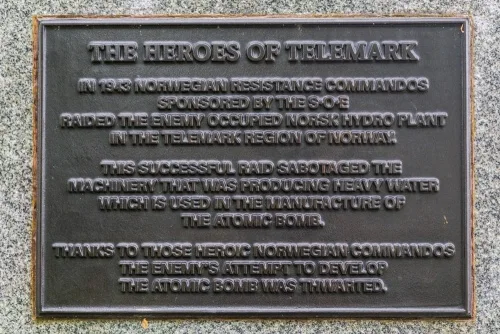 THE HEROES OF TELEMARK
IN 1943 NORWEGIAN RESISTANCE COMMANDOS
SPONSORED BY THE S·O·E
RAIDED THE ENEMY OCCUPIED NORSK HYDRO PLANT
IN THE TELEMARK REGION OF NORWAY.
THIS SUCCESSFUL RAID SABOTAGED THE
MACHINERY THAT WAS PRODUCING HEAVY WATER
WHICH IS USED IN THE MANUFACTURE OF
THE ATOMIC BOMB.
THANKS TO THOSE HEROIC NORWEGIAN COMMANDOS
THE ENEMY'S ATTEMPT TO DEVELOP
THE ATOMIC BOMB WAS THWARTED.